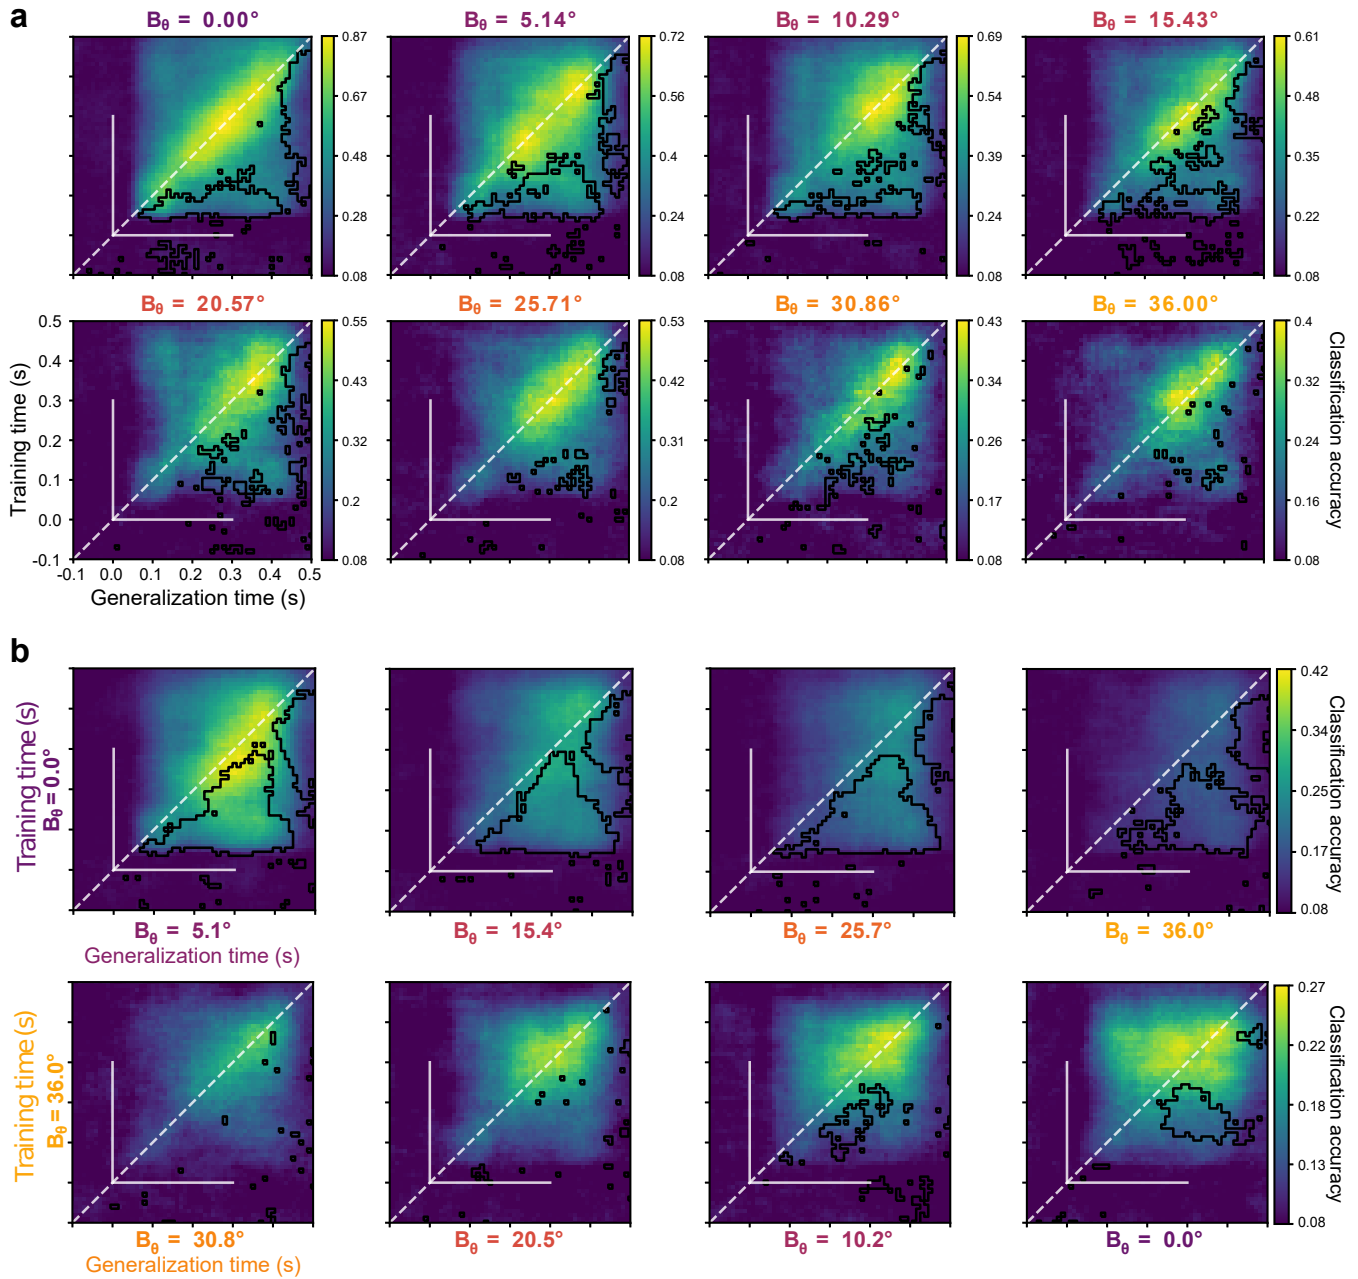 a
Bθ = 0.00°
Bθ = 5.14°
Bθ = 10.29°
Bθ = 15.43°
0.87
0.67
0.48
0.28
0.08
0.72
0.56
0.4
0.24
0.08
0.69
0.54
0.39
0.24
0.08
0.61
0.48
0.35
0.22
0.08
Bθ = 20.57°
Bθ = 25.71°
Bθ = 30.86°
Bθ = 36.00°
Training time (s)
0.5
0.4
0.3
0.2
0.1
0.0
-0.1
-0.1 0.0 0.1 0.2 0.3 0.4 0.5
Generalization time (s)
0.55
0.43
0.32
0.2
0.08
0.53
0.42
0.31
0.2
0.08
0.43
0.34
0.26
0.17
0.08
0.4
0.32
0.24
0.16
0.08
Classification accuracy
b
Training time (s)
Bθ = 0.0°
Bθ = 5.1°
Generalization time (s)
Bθ = 15.4°
Bθ = 25.7°
Bθ = 36.0°
0.42
0.34
0.25
0.17
0.08
Classification accuracy
Training time (s)
Bθ = 36.0°
Bθ = 30.8°
Generalization time (s)
Bθ = 20.5°
Bθ = 10.2°
Bθ = 0.0°
0.27
0.22
0.18
0.13
0.08
Classification accuracy